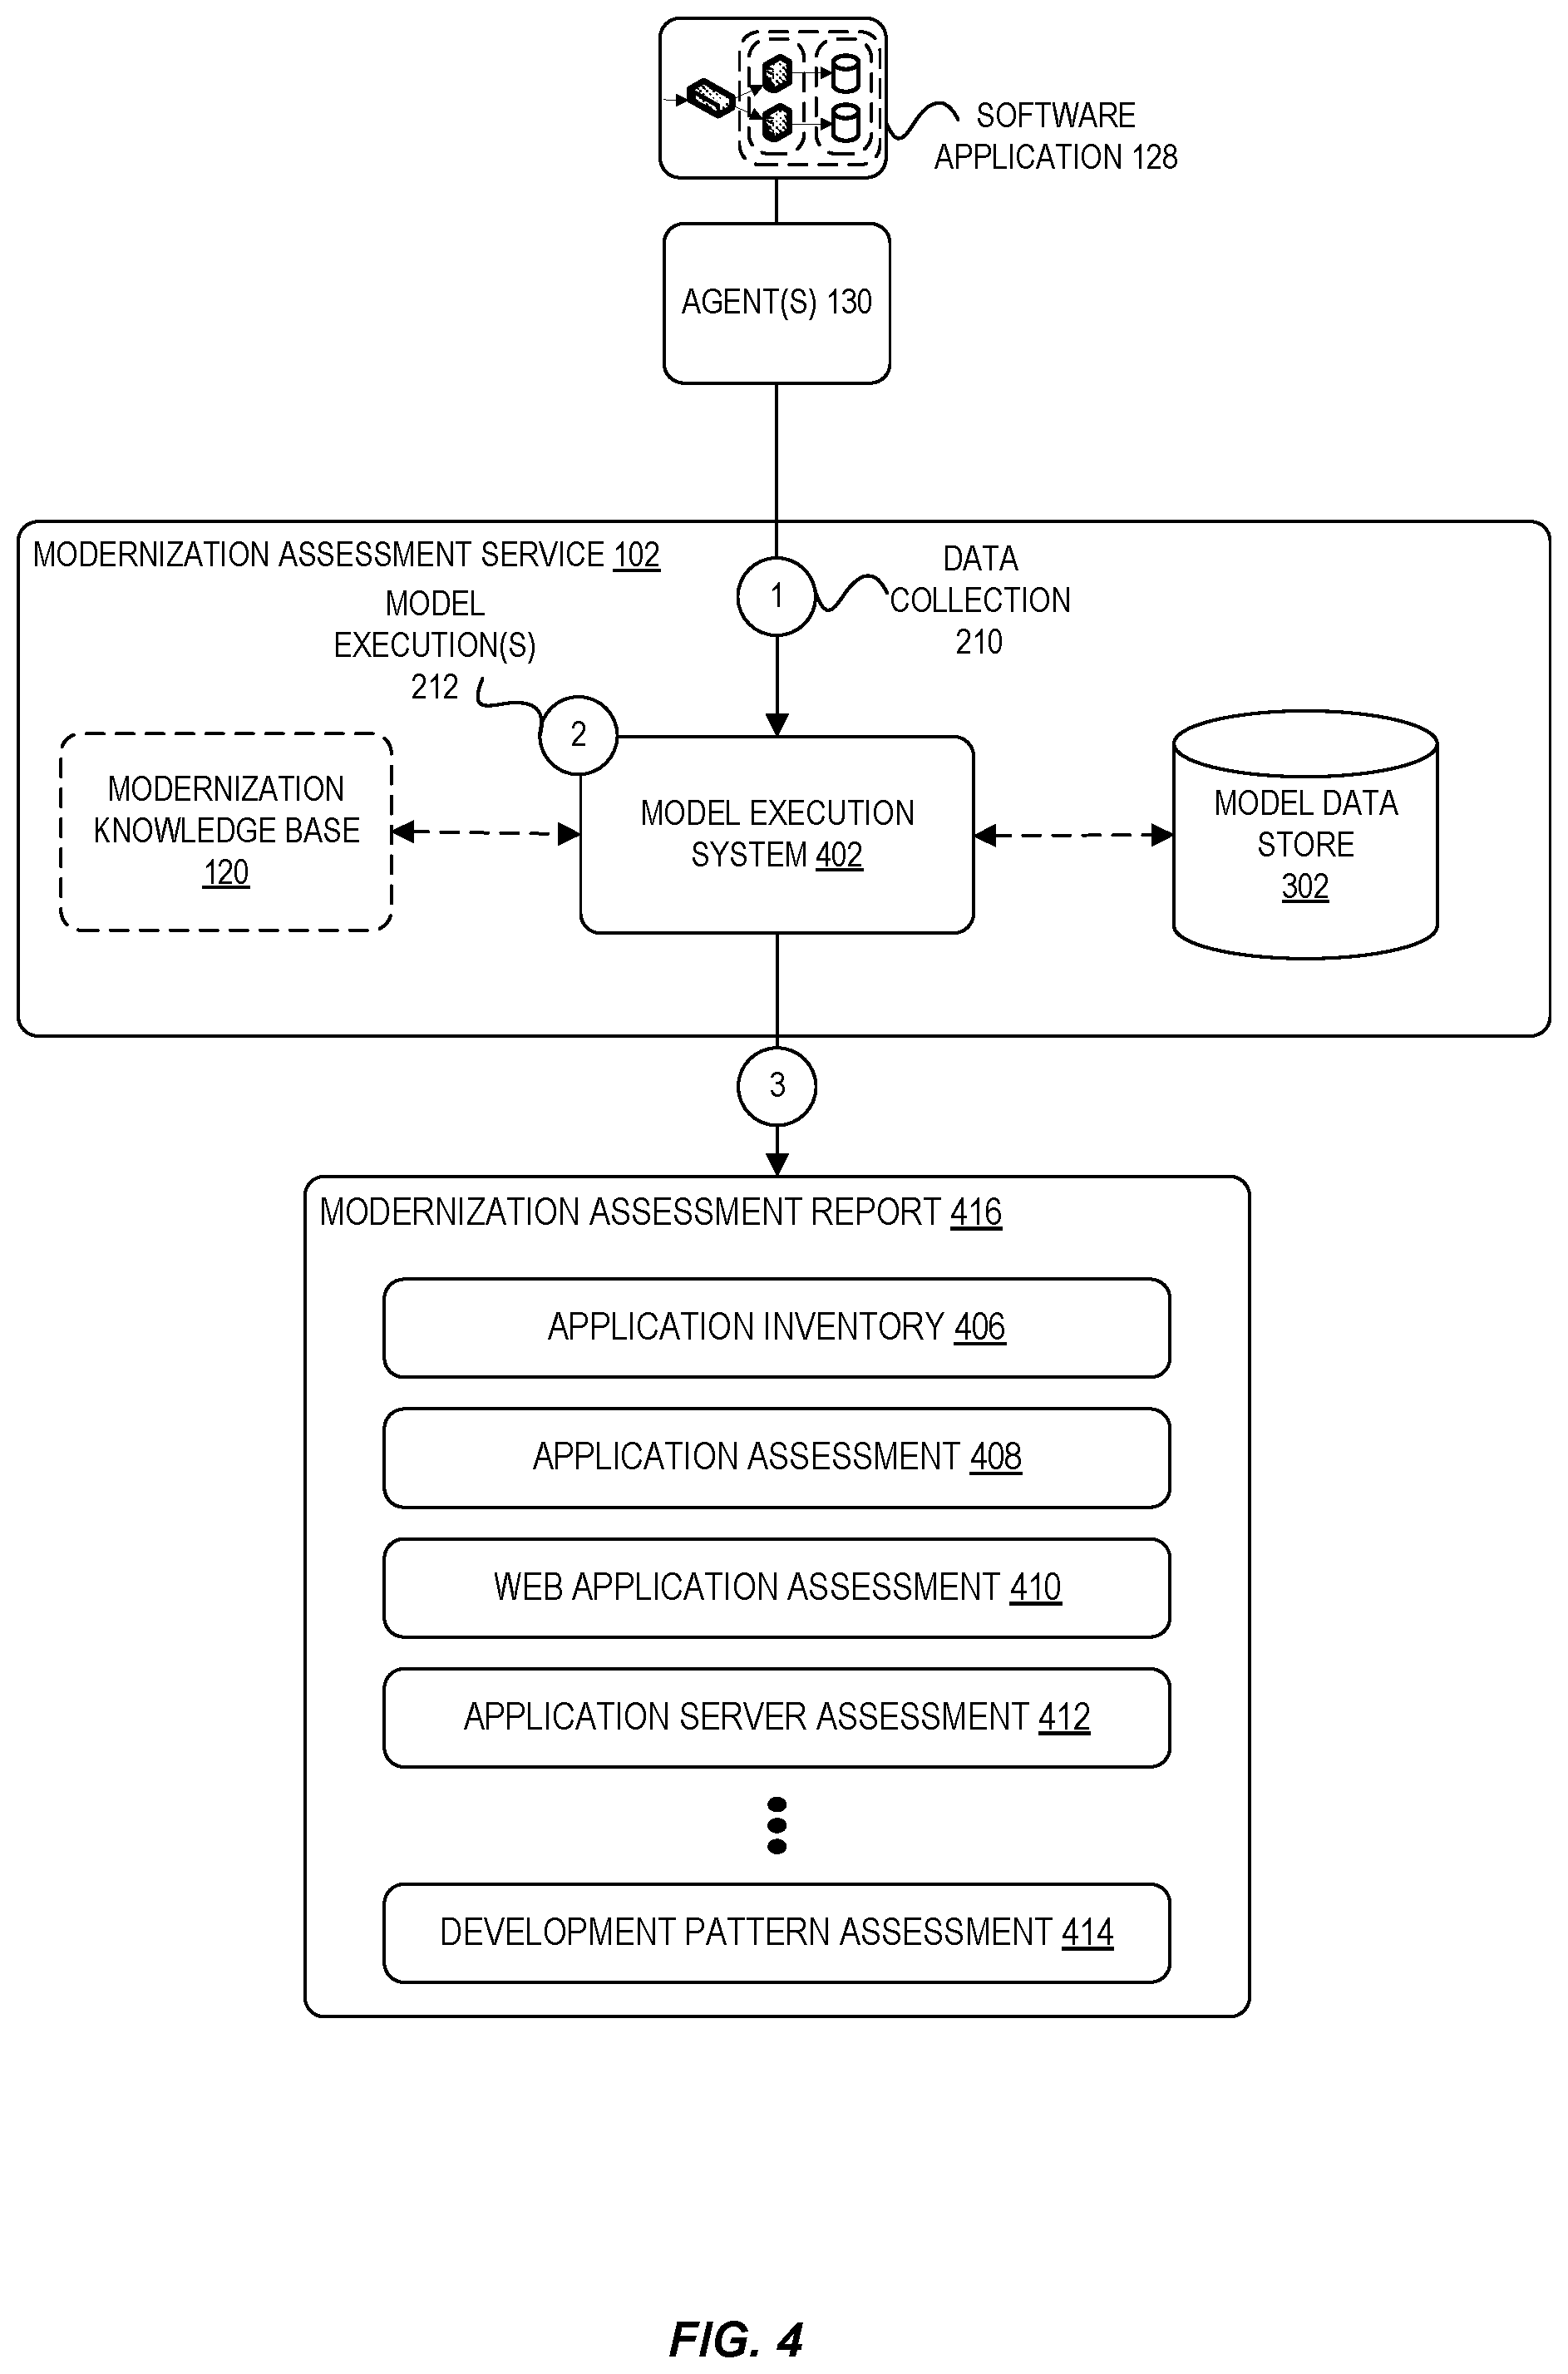 SOFTWARE
APPLICATION 128
AGENT(S) 130
MODERNIZATION ASSESSMENT SERVICE 102
1
DATA
COLLECTION
210
MODEL
EXECUTION(S)
212
2
MODERNIZATION
KNOWLEDGE BASE
120
MODEL EXECUTION
SYSTEM 402
MODEL DATA
STORE
302
3
MODERNIZATION ASSESSMENT REPORT 416
APPLICATION INVENTORY 406
APPLICATION ASSESSMENT 408
WEB APPLICATION ASSESSMENT 410
APPLICATION SERVER ASSESSMENT 412
DEVELOPMENT PATTERN ASSESSMENT 414
FIG. 4